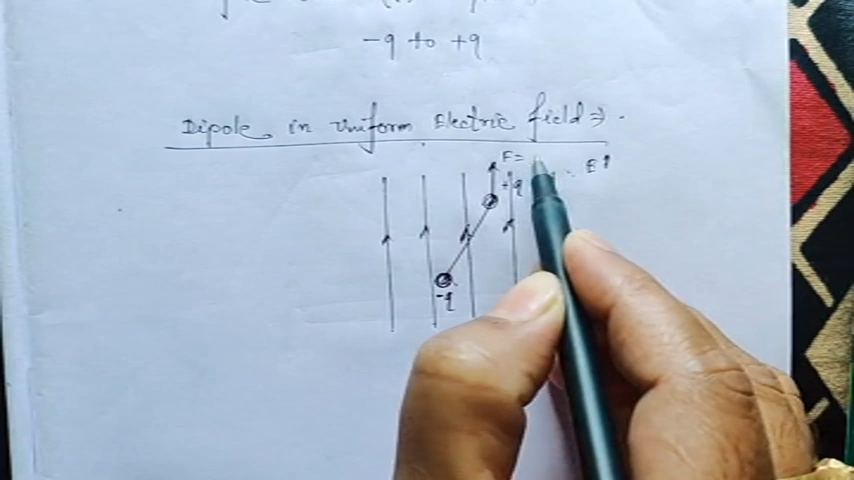 -q to +q
Dipole in uniform Electric field ⇒.
F=
+q
E
-q